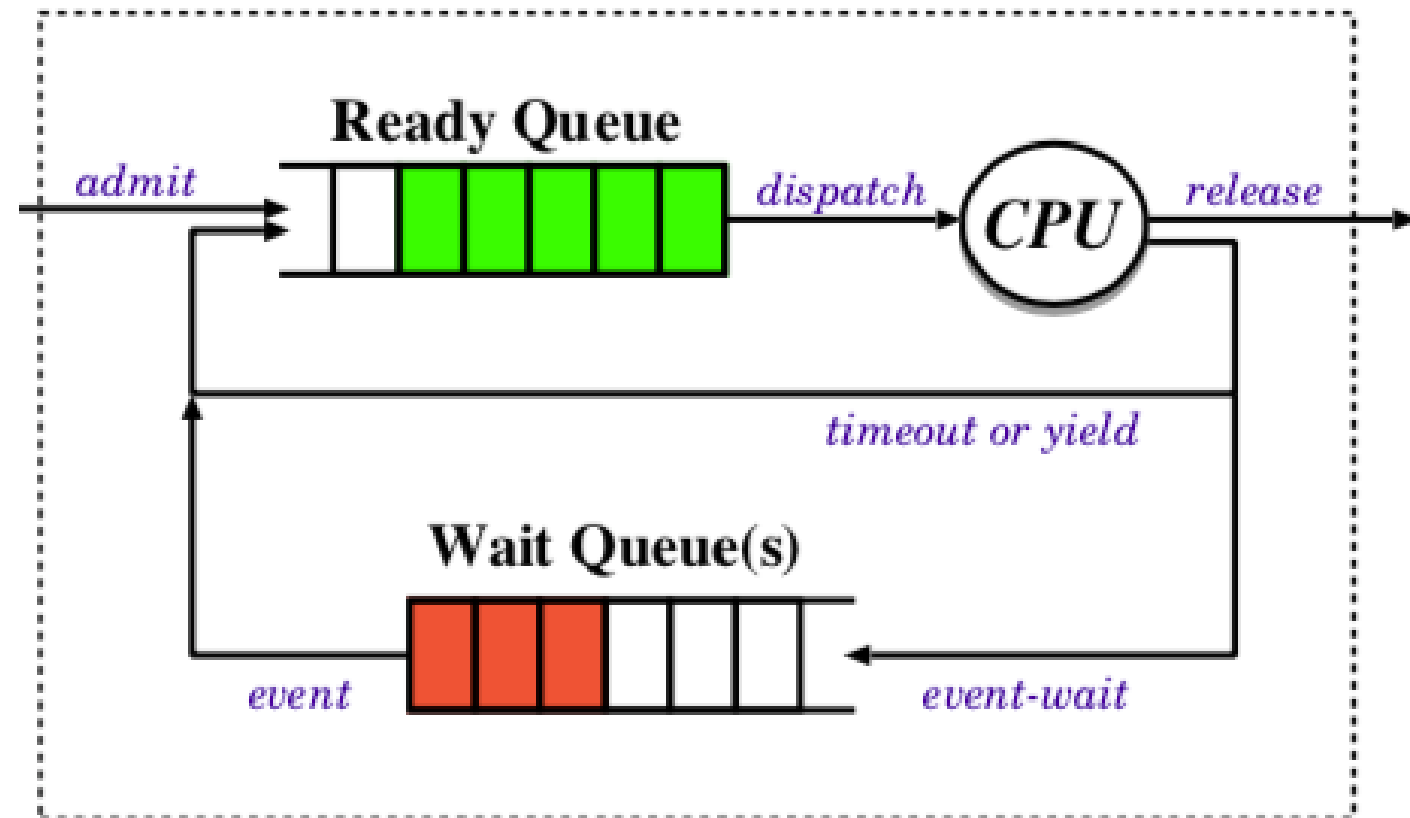 Ready Queue
admit
dispatch
CPU
release
timeout or yield
Wait Queue(s)
event
event-wait